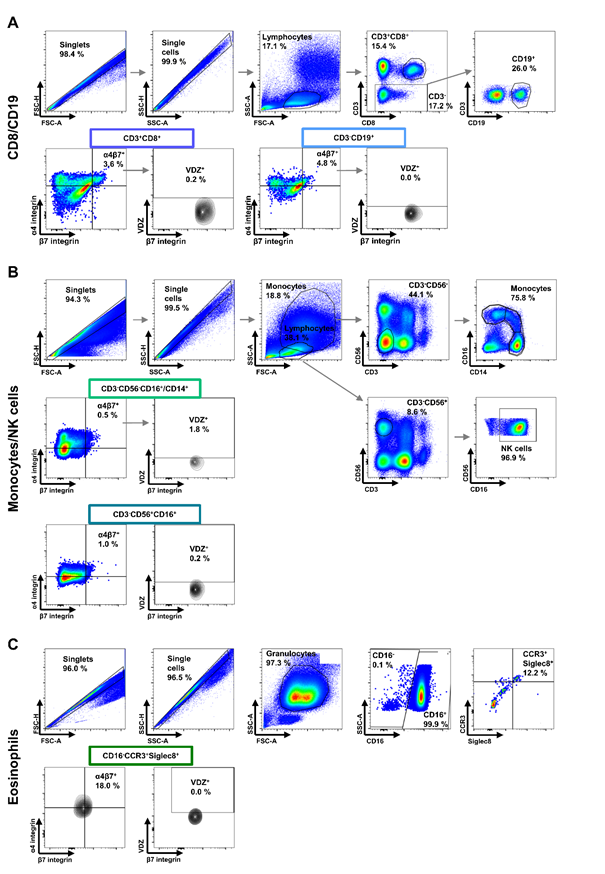 A
CD8/CD19
Singlets
98.4 %
FSC-H
FSC-A
Single
cells
99.9 %
SSC-H
SSC-A
Lymphocytes
17.1 %
SSC-A
FSC-A
CD3⁺CD8⁺
15.4 %
CD3⁻
17.2 %
CD3
CD8
CD19⁺
26.0 %
CD3
CD19
CD3⁺CD8⁺
α4β7⁺
3,6 %
α4 integrin
β7 integrin
VDZ⁺
0.2 %
VDZ
β7 integrin
CD3⁻CD19⁺
α4β7⁺
4.8 %
α4 integrin
β7 integrin
VDZ⁺
0.0 %
VDZ
β7 integrin
B
Monocytes/NK cells
Singlets
94.3 %
FSC-H
FSC-A
Single
cells
99.5 %
SSC-H
SSC-A
Monocytes
18.8 %
Lymphocytes
SSC-A
FSC-A
CD3⁻CD56⁻
44.1 %
CD56
CD3
Monocytes
75.8 %
CD16
CD14
CD3⁻CD56⁻CD16⁺/CD14⁺
α4β7⁺
0.5 %
α4 integrin
β7 integrin
VDZ⁺
1.8 %
VDZ
β7 integrin
CD3⁻CD56⁺
8.6 %
CD56
CD3
NK cells
96.9 %
CD56
CD16
CD3⁻CD56⁺CD16⁺
α4β7⁺
1.0 %
α4 integrin
β7 integrin
VDZ⁺
0.2 %
VDZ
β7 integrin
C
Eosinophils
Singlets
96.0 %
FSC-H
FSC-A
Single
cells
96.5 %
SSC-H
SSC-A
Granulocytes
97.3 %
SSC-A
FSC-A
CD16⁻
0.1 %
CD16⁺
99.9 %
SSC-A
CD16
CCR3⁺
Siglec8⁺
12.2 %
CCR3
Siglec8
CD16⁻CCR3⁺Siglec8⁺
α4β7⁺
18.0 %
α4 integrin
β7 integrin
VDZ⁺
0.0 %
VDZ
β7 integrin